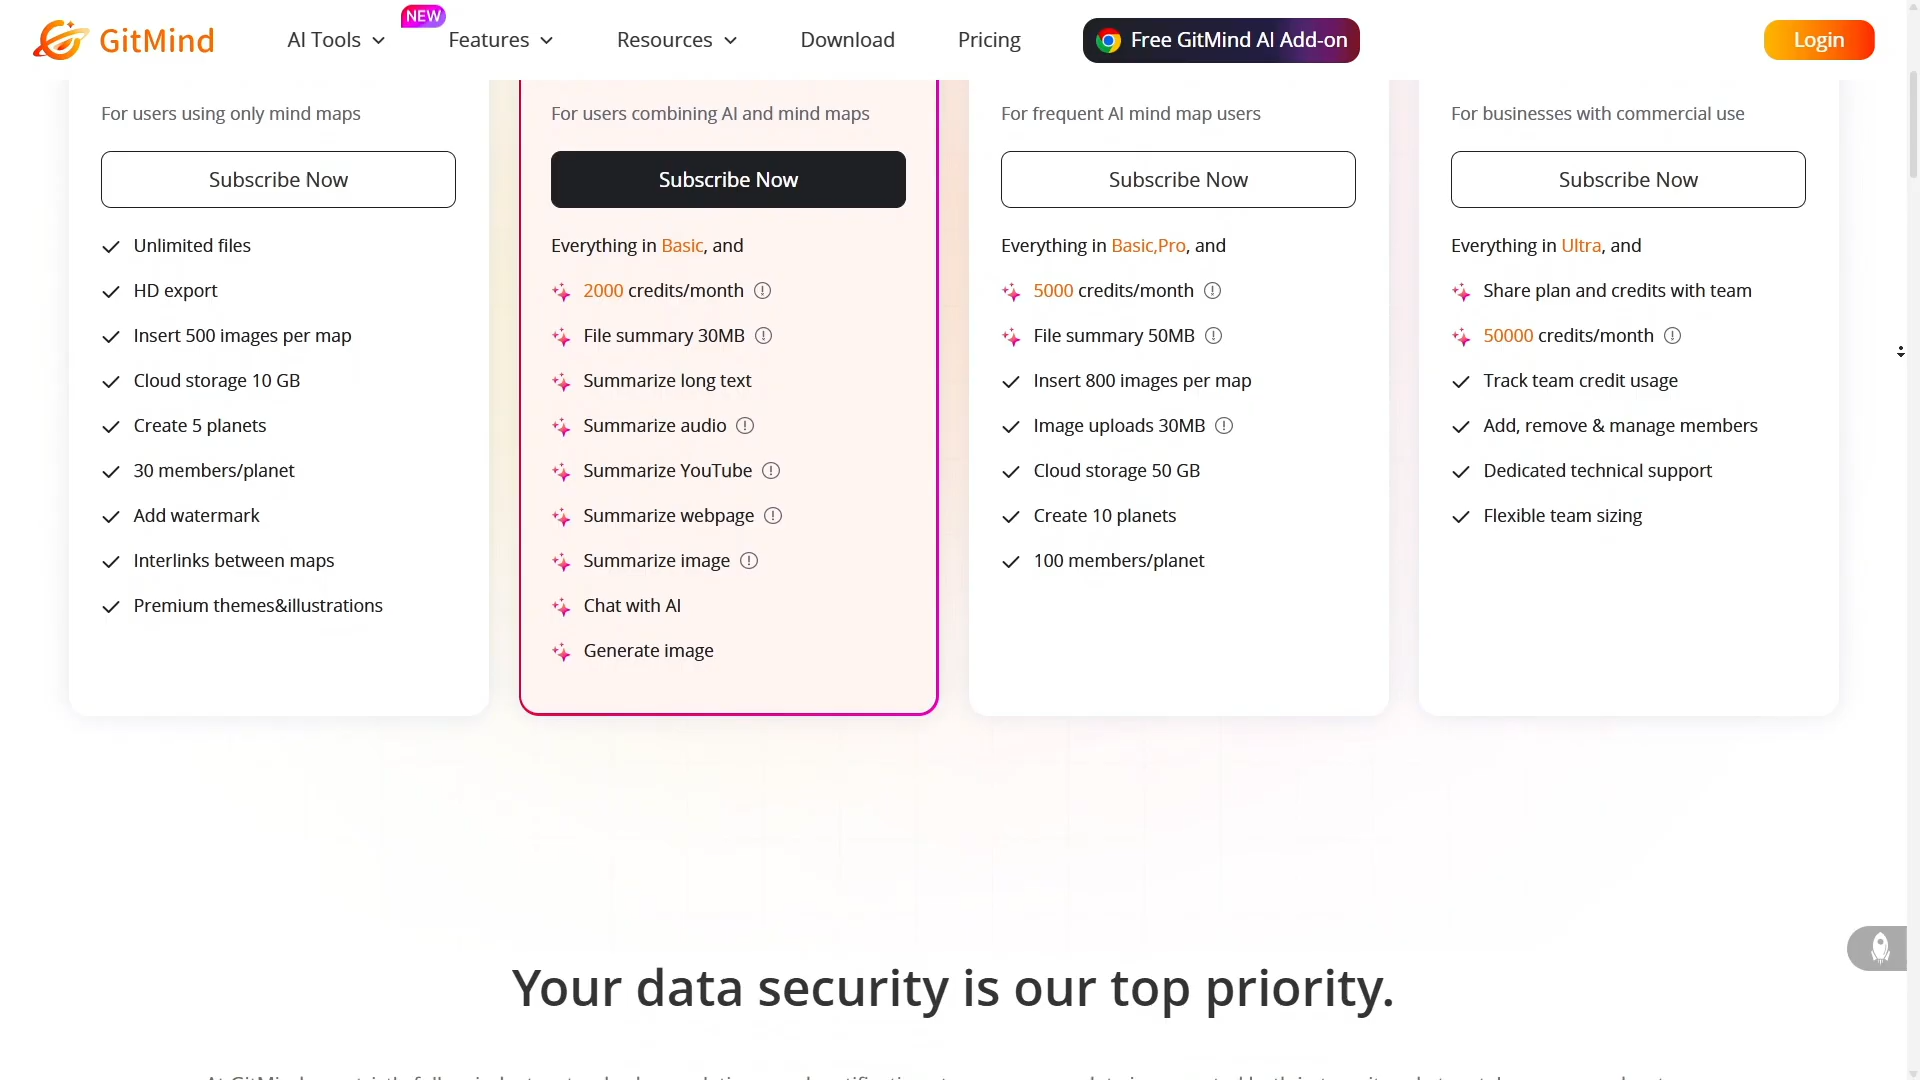 GitMind
AI Tools
NEW
Features
Resources
Download
Pricing
Free GitMind AI Add-on
Login
For users using only mind maps
Subscribe Now
Unlimited files
HD export
Insert 500 images per map
Cloud storage 10 GB
Create 5 planets
30 members/planet
Add watermark
Interlinks between maps
Premium themes&illustrations
For users combining AI and mind maps
Subscribe Now
Everything in Basic, and
2000 credits/month
File summary 30MB
Summarize long text
Summarize audio
Summarize YouTube
Summarize webpage
Summarize image
Chat with AI
Generate image
For frequent AI mind map users
Subscribe Now
Everything in Basic,Pro, and
5000 credits/month
File summary 50MB
Insert 800 images per map
Image uploads 30MB
Cloud storage 50 GB
Create 10 planets
100 members/planet
For businesses with commercial use
Subscribe Now
Everything in Ultra, and
Share plan and credits with team
50000 credits/month
Track team credit usage
Add, remove & manage members
Dedicated technical support
Flexible team sizing
Your data security is our top priority.